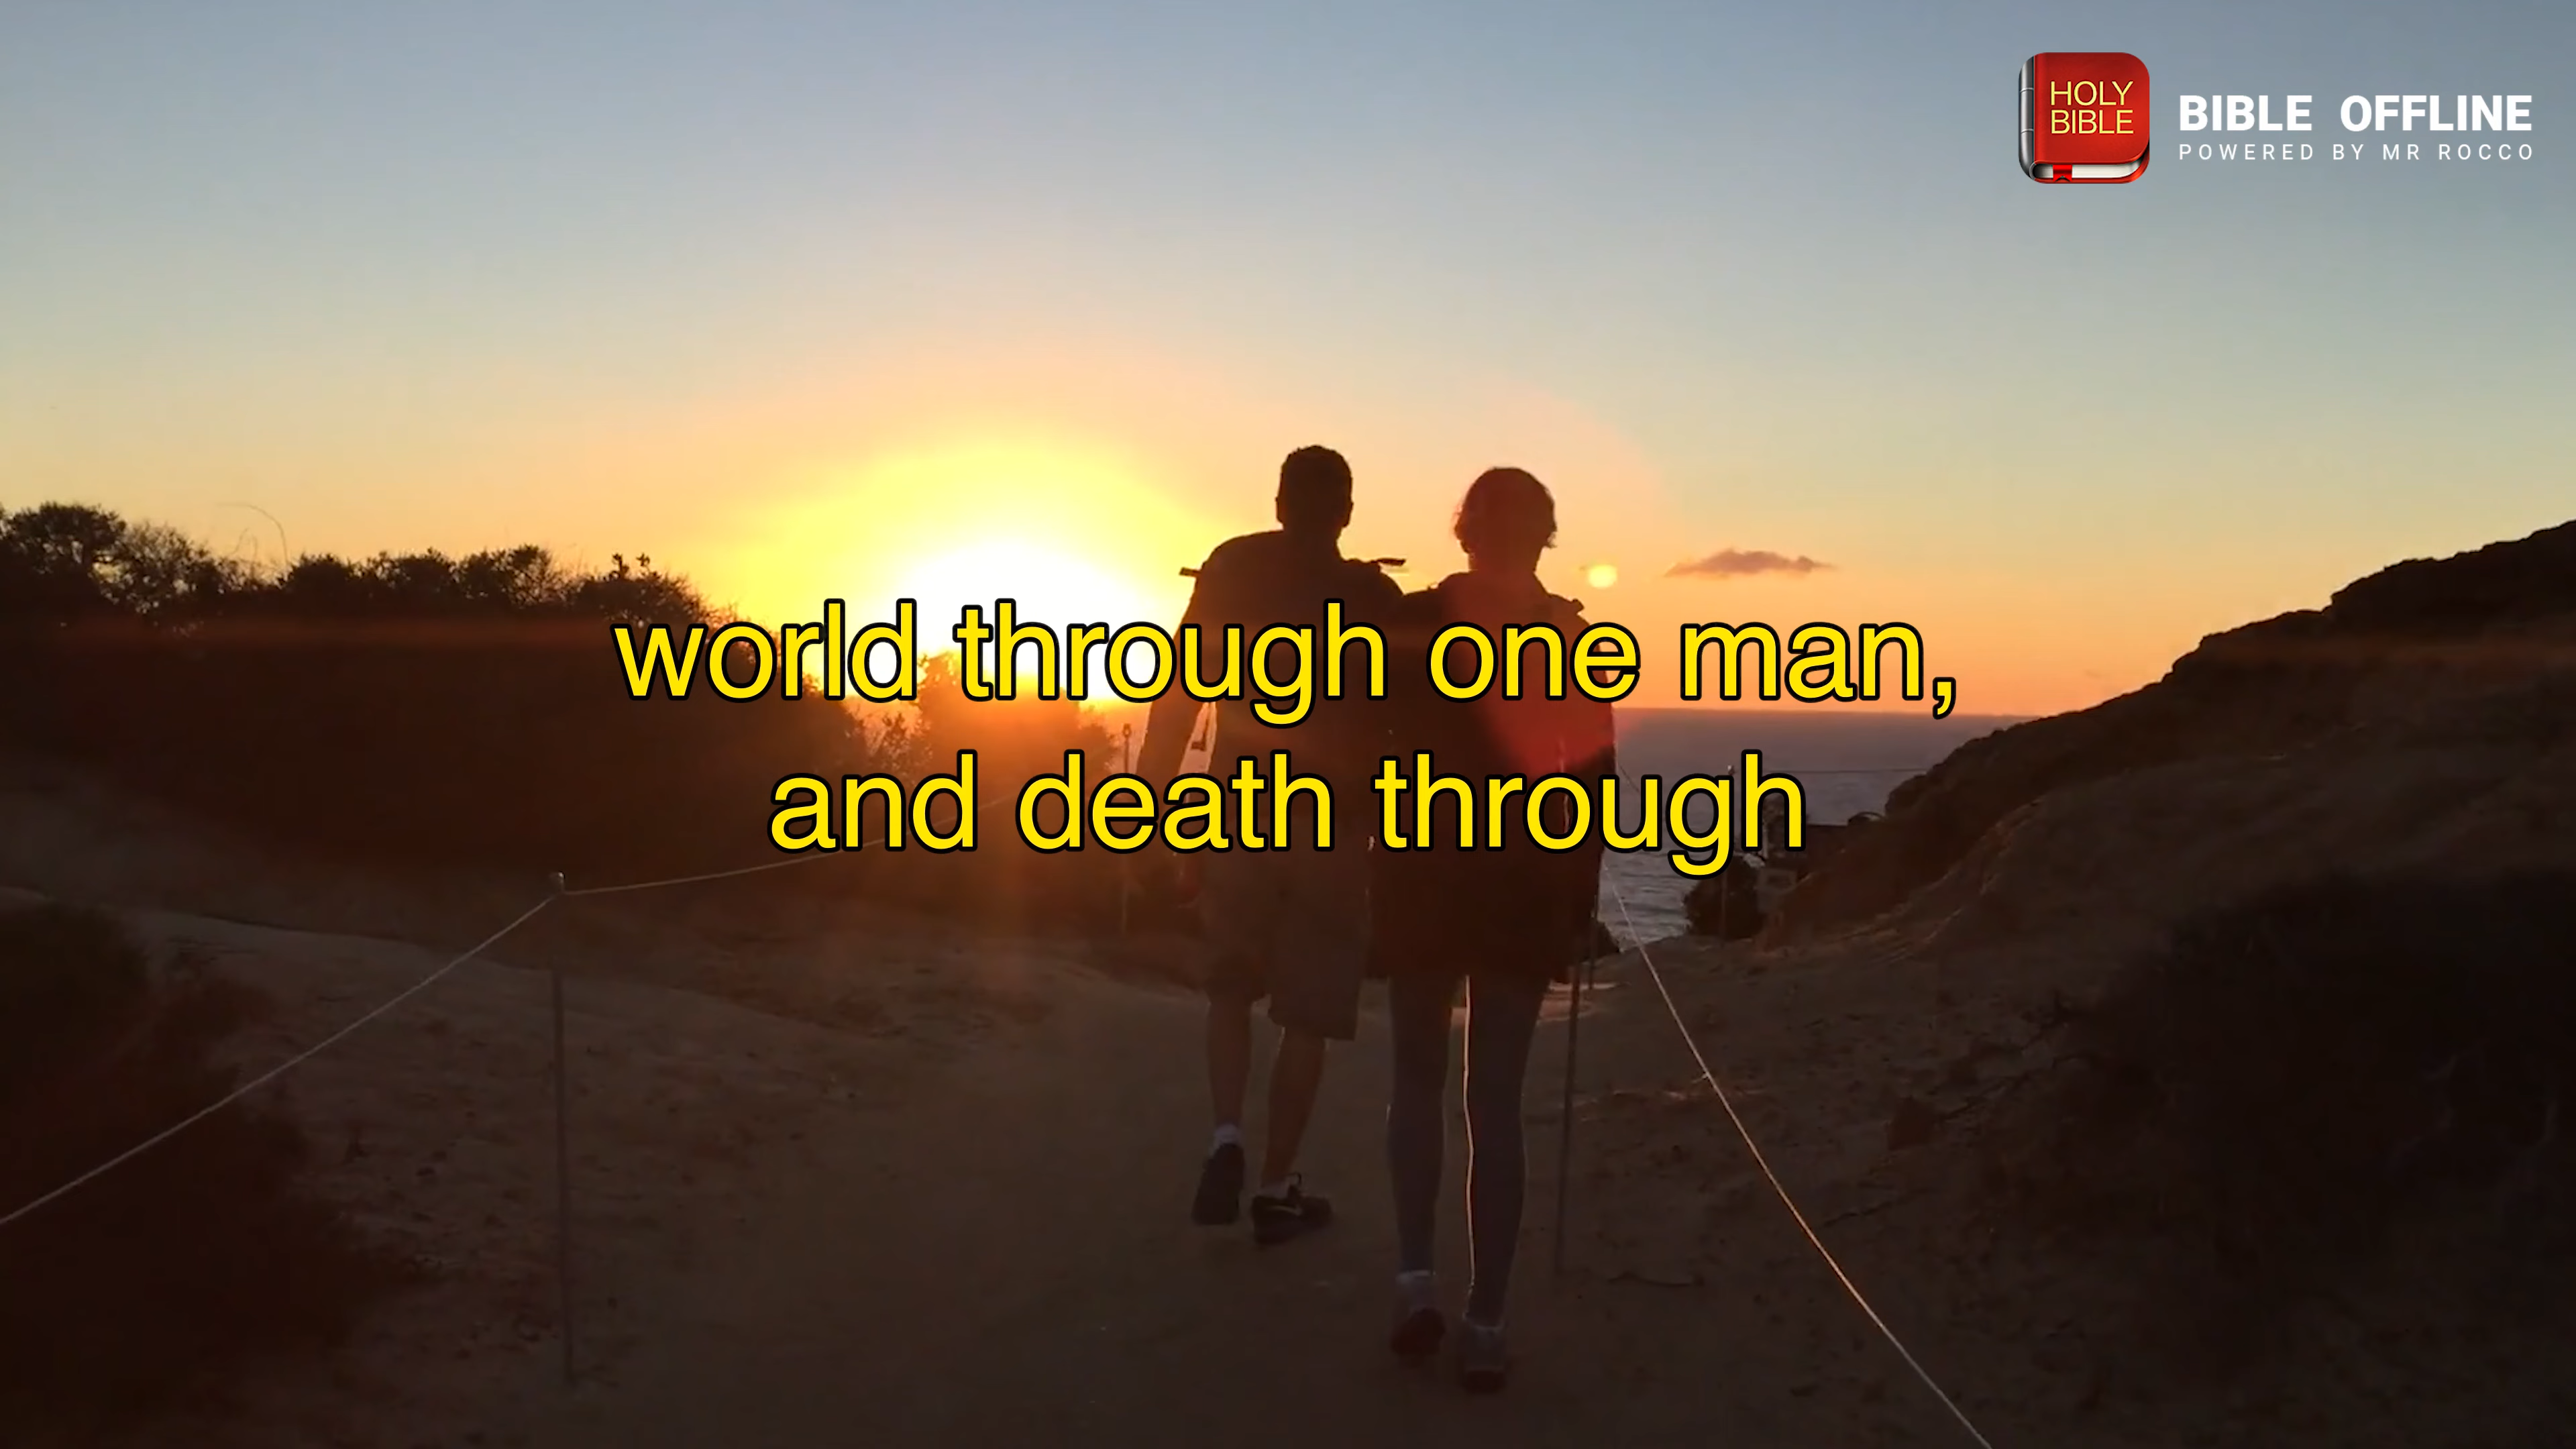 HOLY
BIBLE
BIBLE OFFLINE
POWERED BY MR ROCCO
world through one man,
and death through